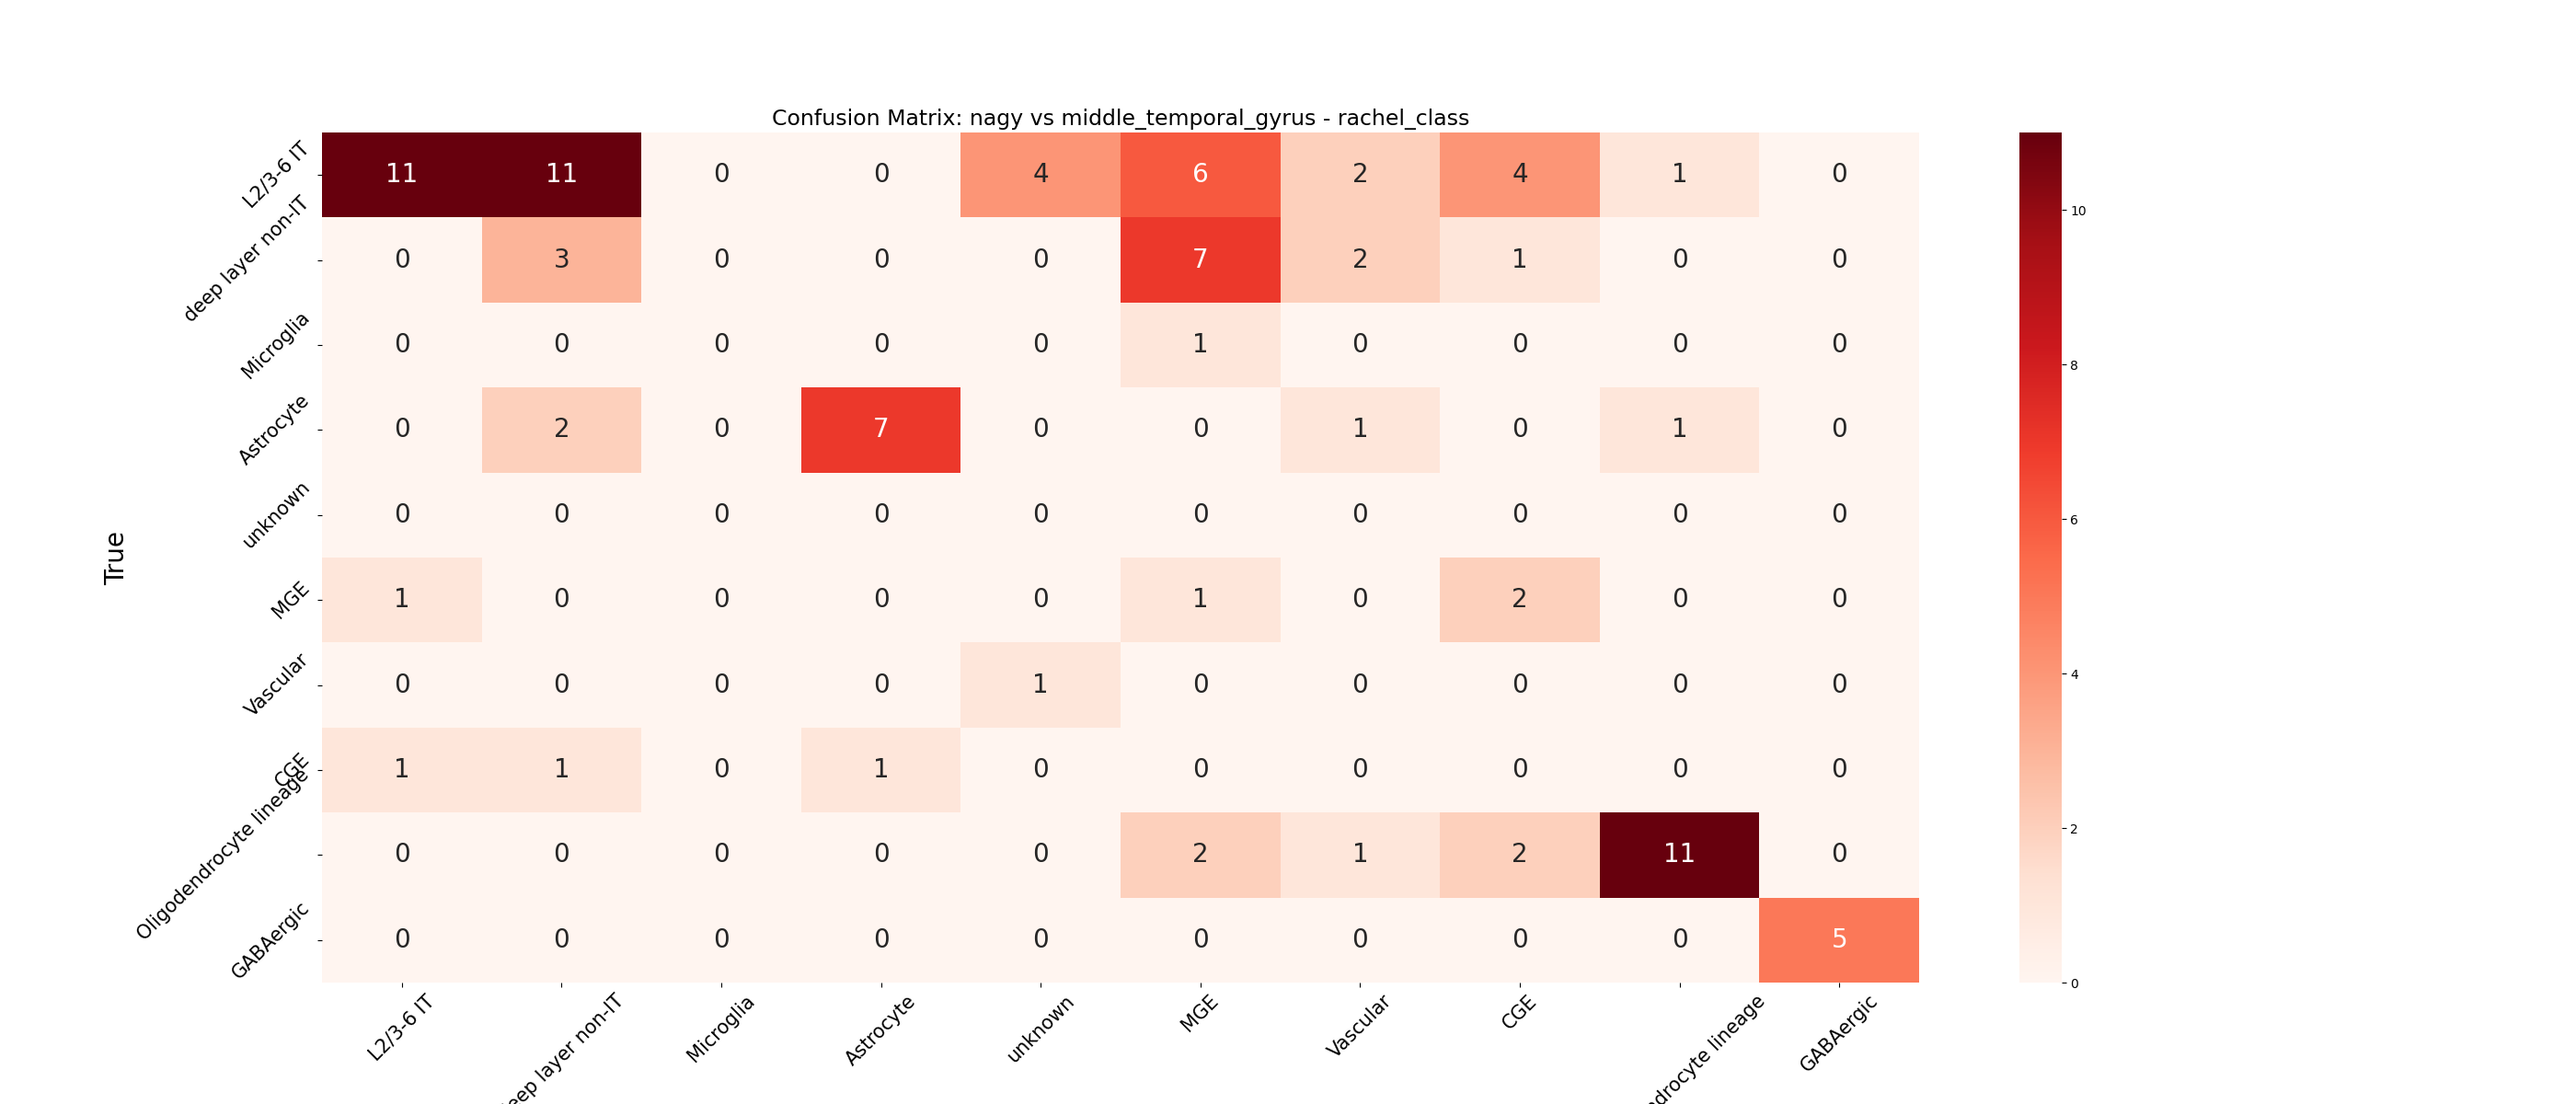 Confusion Matrix: nagy vs middle_temporal_gyrus - rachel_class
True
L2/3-6 IT 11 11 0 0 4 6 2 4 1 0
deep layer non-IT 0 3 0 0 0 7 2 1 0 0
Microglia 0 0 0 0 0 1 0 0 0 0
Astrocyte 0 2 0 7 0 0 1 0 1 0
unknown 0 0 0 0 0 0 0 0 0 0
MGE 1 0 0 0 0 1 0 2 0 0
Vascular 0 0 0 0 1 0 0 0 0 0
CGE 1 1 0 1 0 0 0 0 0 0
Oligodendrocyte lineage 0 0 0 0 0 2 1 2 11 0
GABAergic 0 0 0 0 0 0 0 0 0 5
L2/3-6 IT eep layer non-IT Microglia Astrocyte unknown MGE Vascular CGE ndrocyte lineage GABAergic
10
8
6
4
2
0